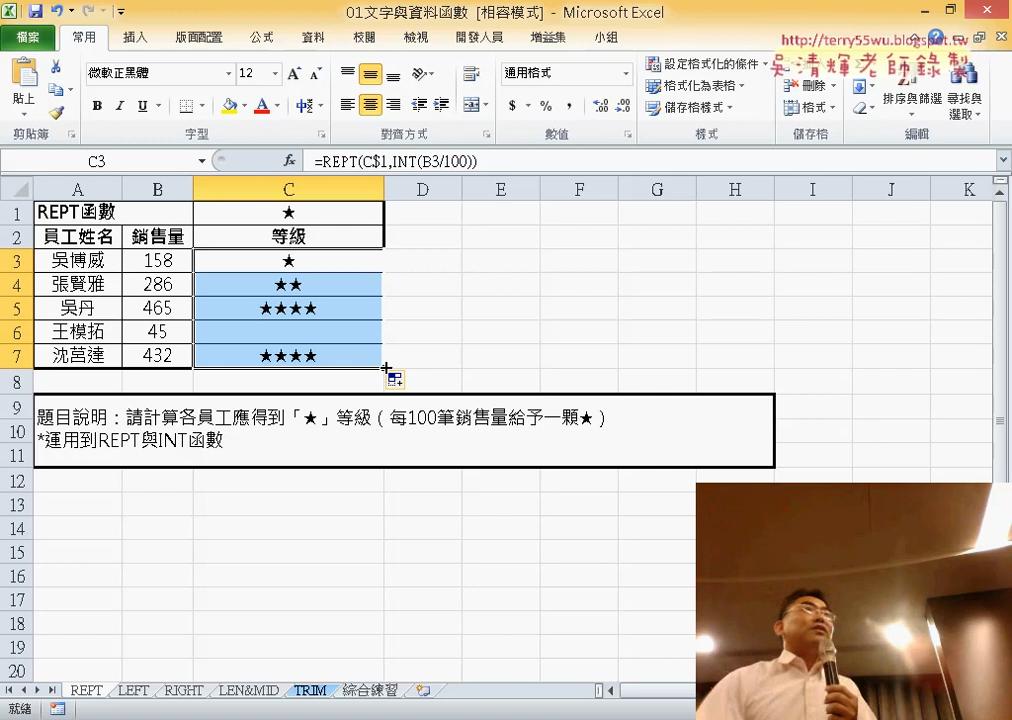 01文字與資料函數 [相容模式] - Microsoft Excel
檔案 常用 插入 版面配置 公式 資料 校閱 檢視 開發人員 增益集 小組
http://terry55wu.blogspot.tw
吳清輝老師錄製
貼上 微軟正黑體 12 A A 通用格式 設定格式化的條件 刪除
B I U A 中 $ % , 格式化為表格 排序與篩選 尋找與選取
儲存格樣式 格式
剪貼簿 字型 對齊方式 數值 樣式 儲存格 編輯
C3 fx =REPT(C$1,INT(B3/100))
A B C D E F G H I J K
1 REPT函數 ★
2 員工姓名 銷售量 等級
3 吳博威 158 ★
4 張賢雅 286 ★★
5 吳丹 465 ★★★★
6 王模拓 45
7 沈莒達 432 ★★★★
8
9 題目說明：請計算各員工應得到「★」等級（每100筆銷售量給予一顆★）
10 *運用到REPT與INT函數
11
12
13
14
15
16
17
18
19
20
REPT LEFT RIGHT LEN&MID TRIM 綜合練習
就緒